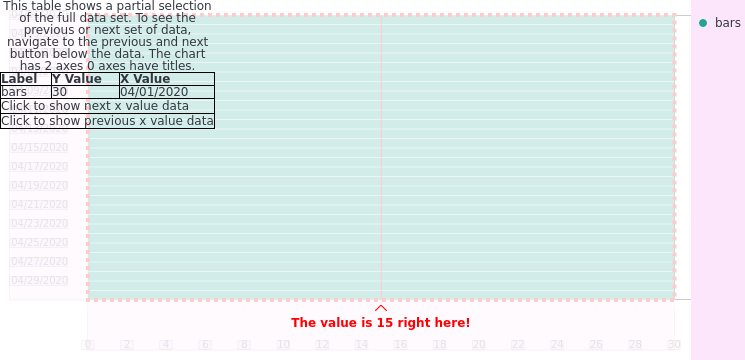 This table shows a partial selection
of the full data set. To see the
previous or next set of data,
navigate to the previous and next
button below the data. The chart
has 2 axes 0 axes have titles.
Label Y Value X Value
bars 30 04/01/2020
Click to show next x value data
Click to show previous x value data
04/15/2020
04/17/2020
04/19/2020
04/21/2020
04/23/2020
04/25/2020
04/27/2020
04/29/2020
The value is 15 right here!
0 2 4 6 8 10 12 14 16 18 20 22 24 26 28 30
bars